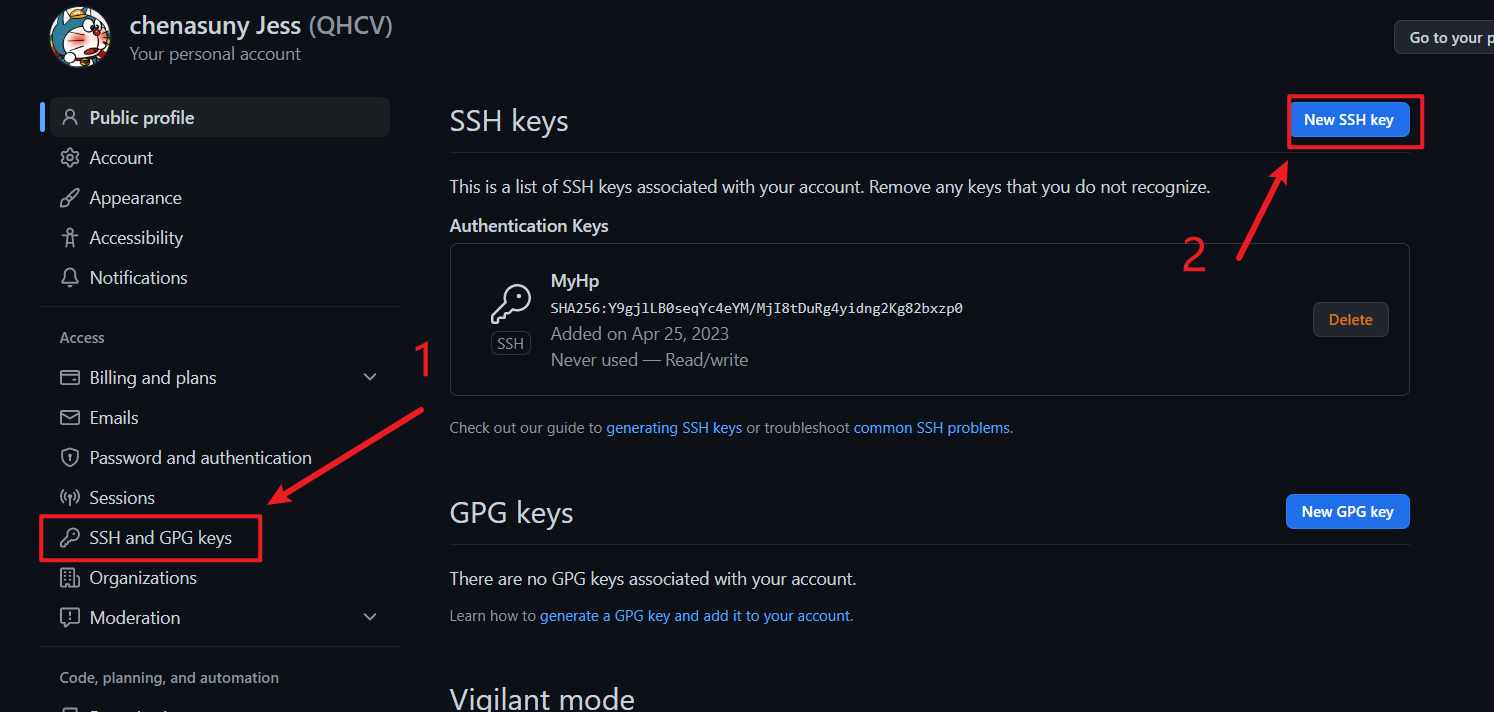 chenasuny Jess (QHCV)
Your personal account
Go to your p
Public profile
Account
Appearance
Accessibility
Notifications
Access
Billing and plans
Emails
Password and authentication
Sessions
SSH and GPG keys
Organizations
Moderation
Code, planning, and automation
1
SSH keys
New SSH key
2
This is a list of SSH keys associated with your account. Remove any keys that you do not recognize.
Authentication Keys
MyHp
SHA256:Y9gjlLB0seqYc4eYM/MjI8tDuRg4yidng2Kg82bxzp0
Added on Apr 25, 2023
Never used — Read/write
SSH
Delete
Check out our guide to generating SSH keys or troubleshoot common SSH problems.
GPG keys
New GPG key
There are no GPG keys associated with your account.
Learn how to generate a GPG key and add it to your account.
Vigilant mode